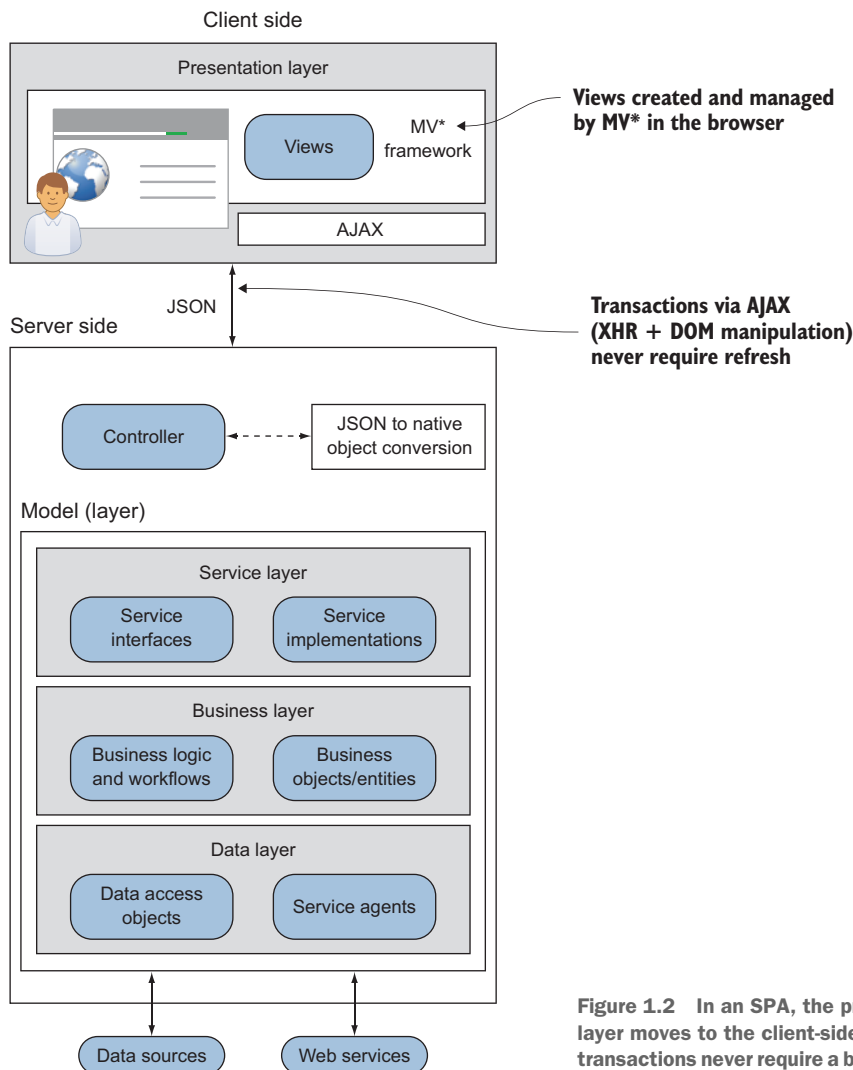 Client side
Presentation layer
Views
MV*
framework
AJAX
Views created and managed
by MV* in the browser
JSON
Transactions via AJAX
(XHR + DOM manipulation)
never require refresh
Server side
Controller
JSON to native
object conversion
Model (layer)
Service layer
Service
interfaces
Service
implementations
Business layer
Business logic
and workflows
Business
objects/entities
Data layer
Data access
objects
Service agents
Data sources
Web services
Figure 1.2 In an SPA, the
layer moves to the client-side
transactions never require a